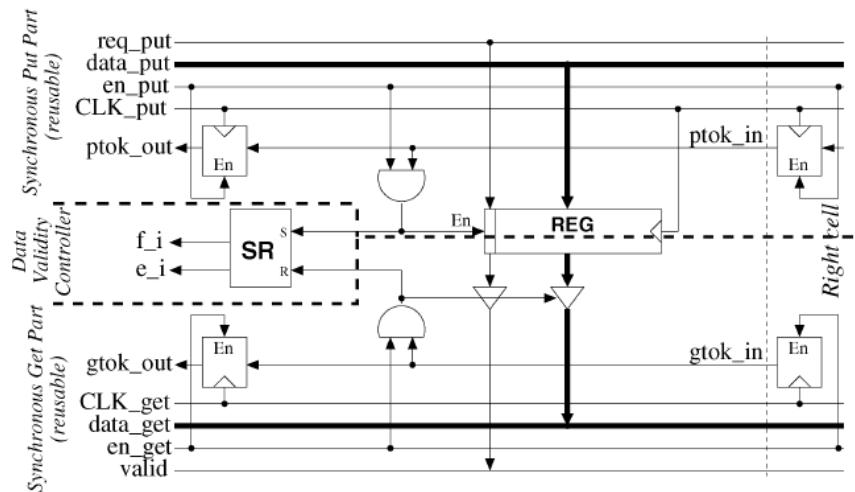 Synchronous Put Part
(reusable)
req_put
data_put
en_put
CLK_put
ptok_out
En
ptok_in
En
Data
Validity
Controller
f_i
e_i
SR
S
R
En
REG
Right cell
Synchronous Get Part
(reusable)
En
gtok_out
gtok_in
En
CLK_get
data_get
en_get
valid